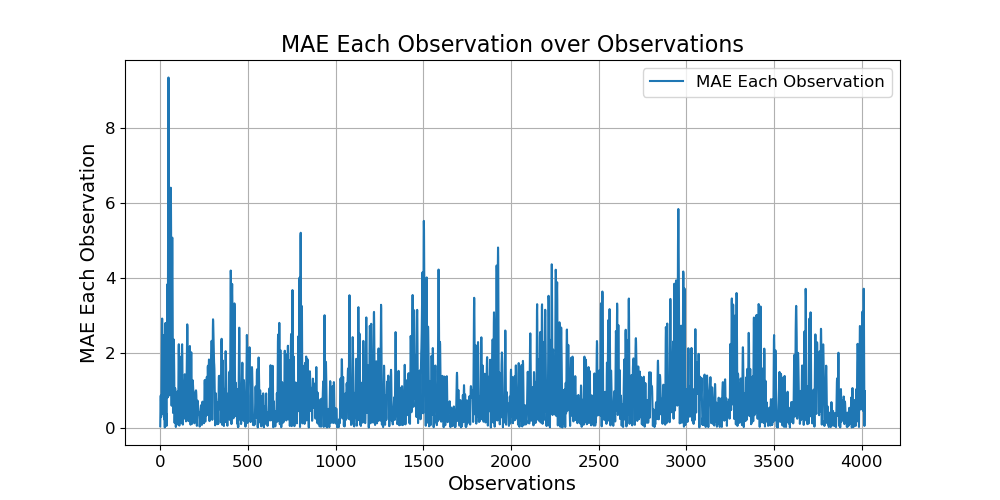 MAE Each Observation over Observations
MAE Each Observation
MAE Each Observation
8
6
4
2
0
0 500 1000 1500 2000 2500 3000 3500 4000
Observations